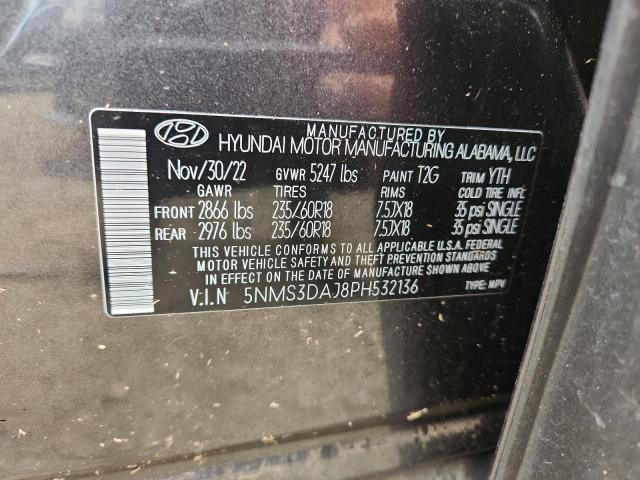 MANUFACTURED BY
HYUNDAI MOTOR MANUFACTURING ALABAMA, LLC
Nov/30/22 GVWR 5247 lbs PAINT T2G TRIM YTH
GAWR TIRES RIMS COLD TIRE INFL
FRONT 2866 lbs 235/60R18 7.5JX18 35 psi SINGLE
REAR 2976 lbs 235/60R18 7.5JX18 35 psi SINGLE
THIS VEHICLE CONFORMS TO ALL APPLICABLE U.S.A. FEDERAL
MOTOR VEHICLE SAFETY AND THEFT PREVENTION STANDARDS
IN EFFECT ON THE DATE OF MANUFACTURE SHOWN ABOVE
V:I.N 5NMS3DAJ8PH532136 TYPE: MPV